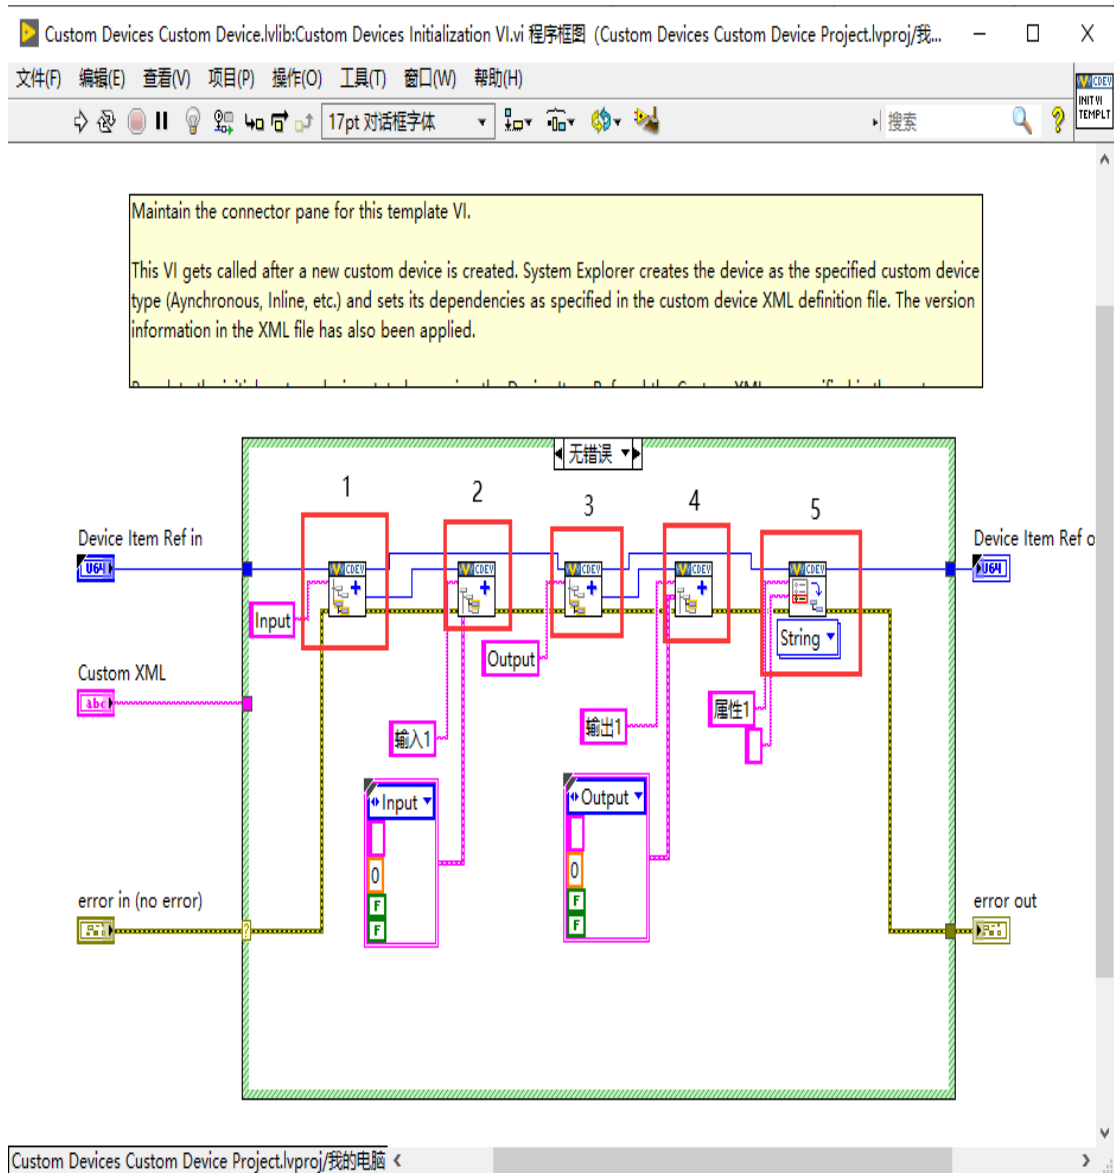 Custom Devices Custom Device.lvlib:Custom Devices Initialization VI.vi 程序框图 (Custom Devices Custom Device Project.lvproj/我...
文件(F) 编辑(E) 查看(V) 项目(P) 操作(O) 工具(T) 窗口(W) 帮助(H)
CDEV
INIT VI
TEMPLT
17pt 对话框字体
搜索
Maintain the connector pane for this template VI.
This VI gets called after a new custom device is created. System Explorer creates the device as the specified custom device
type (Aynchronous, Inline, etc.) and sets its dependencies as specified in the custom device XML definition file. The version
information in the XML file has also been applied.
无错误
1
2
3
4
5
Device Item Ref in
Device Item Ref o
U64
CDEV
CDEV
CDEV
CDEV
CDEV
U64
Input
String
Output
Custom XML
abc
属性1
输入1
输出1
Input
Output
0
0
F
F
F
F
error in (no error)
error out
?
Custom Devices Custom Device Project.lvproj/我的电脑